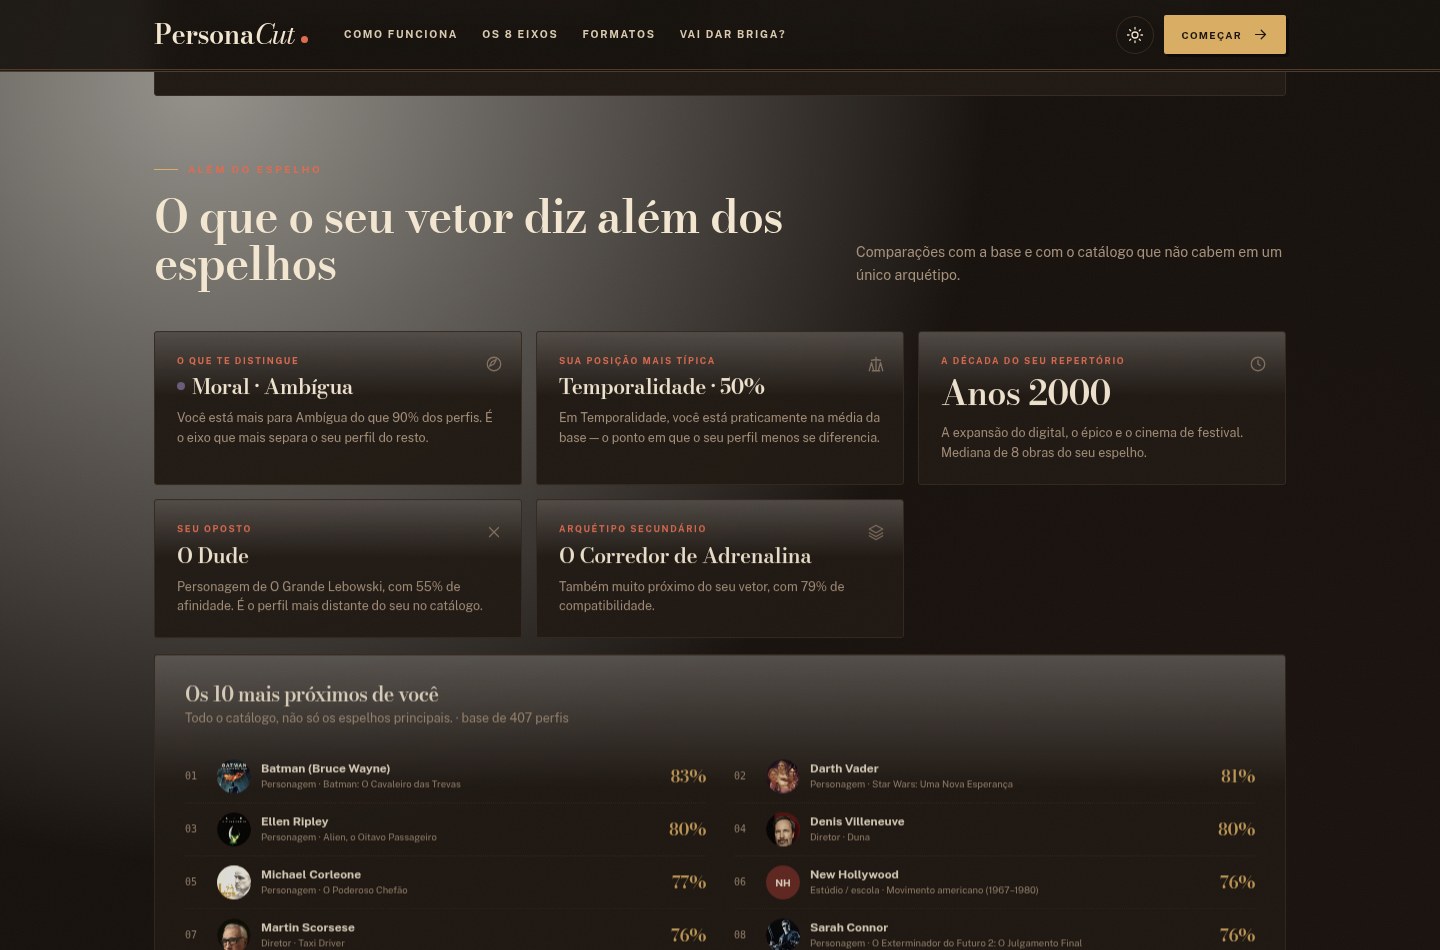 PersonaCut
COMO FUNCIONA
OS 8 EIXOS
FORMATOS
VAI DAR BRIGA?
COMEÇAR
ALÉM DO ESPELHO
O que o seu vetor diz além dos
espelhos
Comparações com a base e com o catálogo que não cabem em um
único arquétipo.
O QUE TE DISTINGUE
Moral · Ambígua
Você está mais para Ambígua do que 90% dos perfis. É
o eixo que mais separa o seu perfil do resto.
SUA POSIÇÃO MAIS TÍPICA
Temporalidade · 50%
Em Temporalidade, você está praticamente na média da
base — o ponto em que o seu perfil menos se diferencia.
A DÉCADA DO SEU REPERTÓRIO
Anos 2000
A expansão do digital, o épico e o cinema de festival.
Mediana de 8 obras do seu espelho.
SEU OPOSTO
O Dude
Personagem de O Grande Lebowski, com 55% de
afinidade. É o perfil mais distante do seu no catálogo.
ARQUÉTIPO SECUNDÁRIO
O Corredor de Adrenalina
Também muito próximo do seu vetor, com 79% de
compatibilidade.
Os 10 mais próximos de você
Todo o catálogo, não só os espelhos principais. · base de 407 perfis
01
Batman (Bruce Wayne)
Personagem · Batman: O Cavaleiro das Trevas
83%
02
Darth Vader
Personagem · Star Wars: Uma Nova Esperança
81%
03
Ellen Ripley
Personagem · Alien, o Oitavo Passageiro
80%
04
Denis Villeneuve
Diretor · Duna
80%
05
Michael Corleone
Personagem · O Poderoso Chefão
77%
06
NH
New Hollywood
Estúdio / escola · Movimento americano (1967–1980)
76%
07
Martin Scorsese
Diretor · Taxi Driver
76%
08
Sarah Connor
Personagem · O Exterminador do Futuro 2: O Julgamento Final
76%